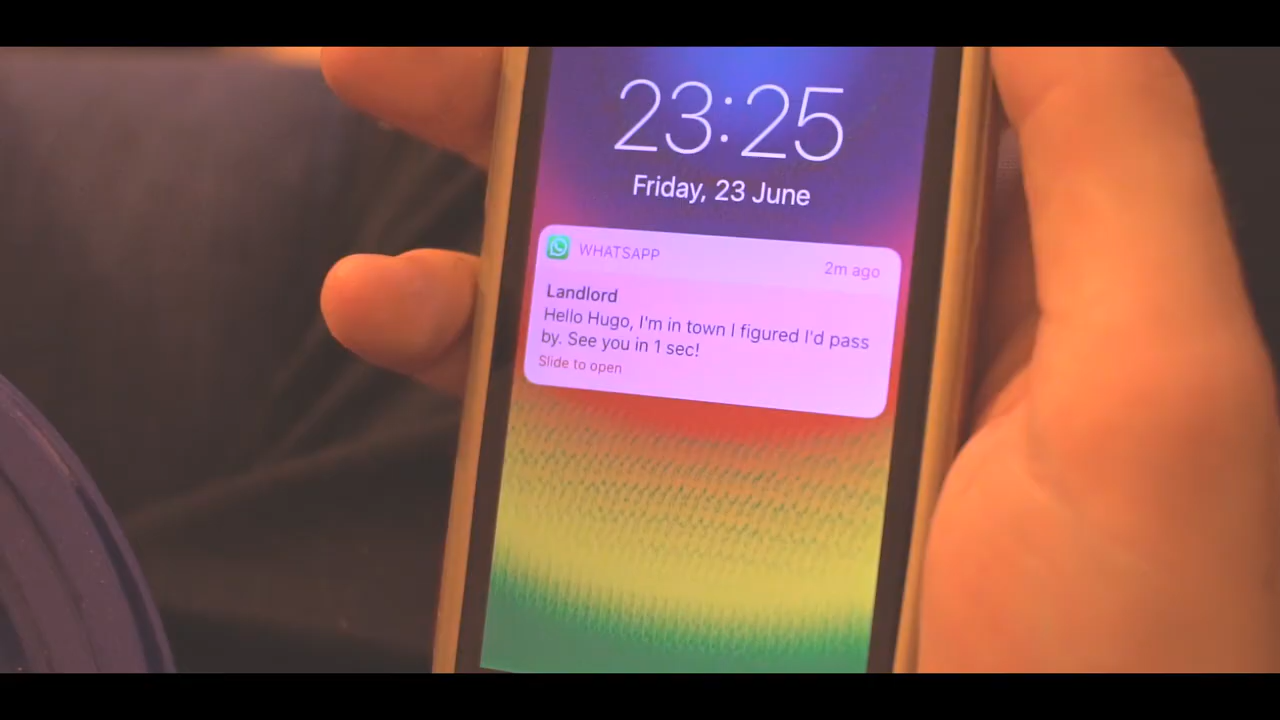 23:25
Friday, 23 June
WHATSAPP 2m ago
Landlord
Hello Hugo, I'm in town I figured I'd pass
by. See you in 1 sec!
Slide to open